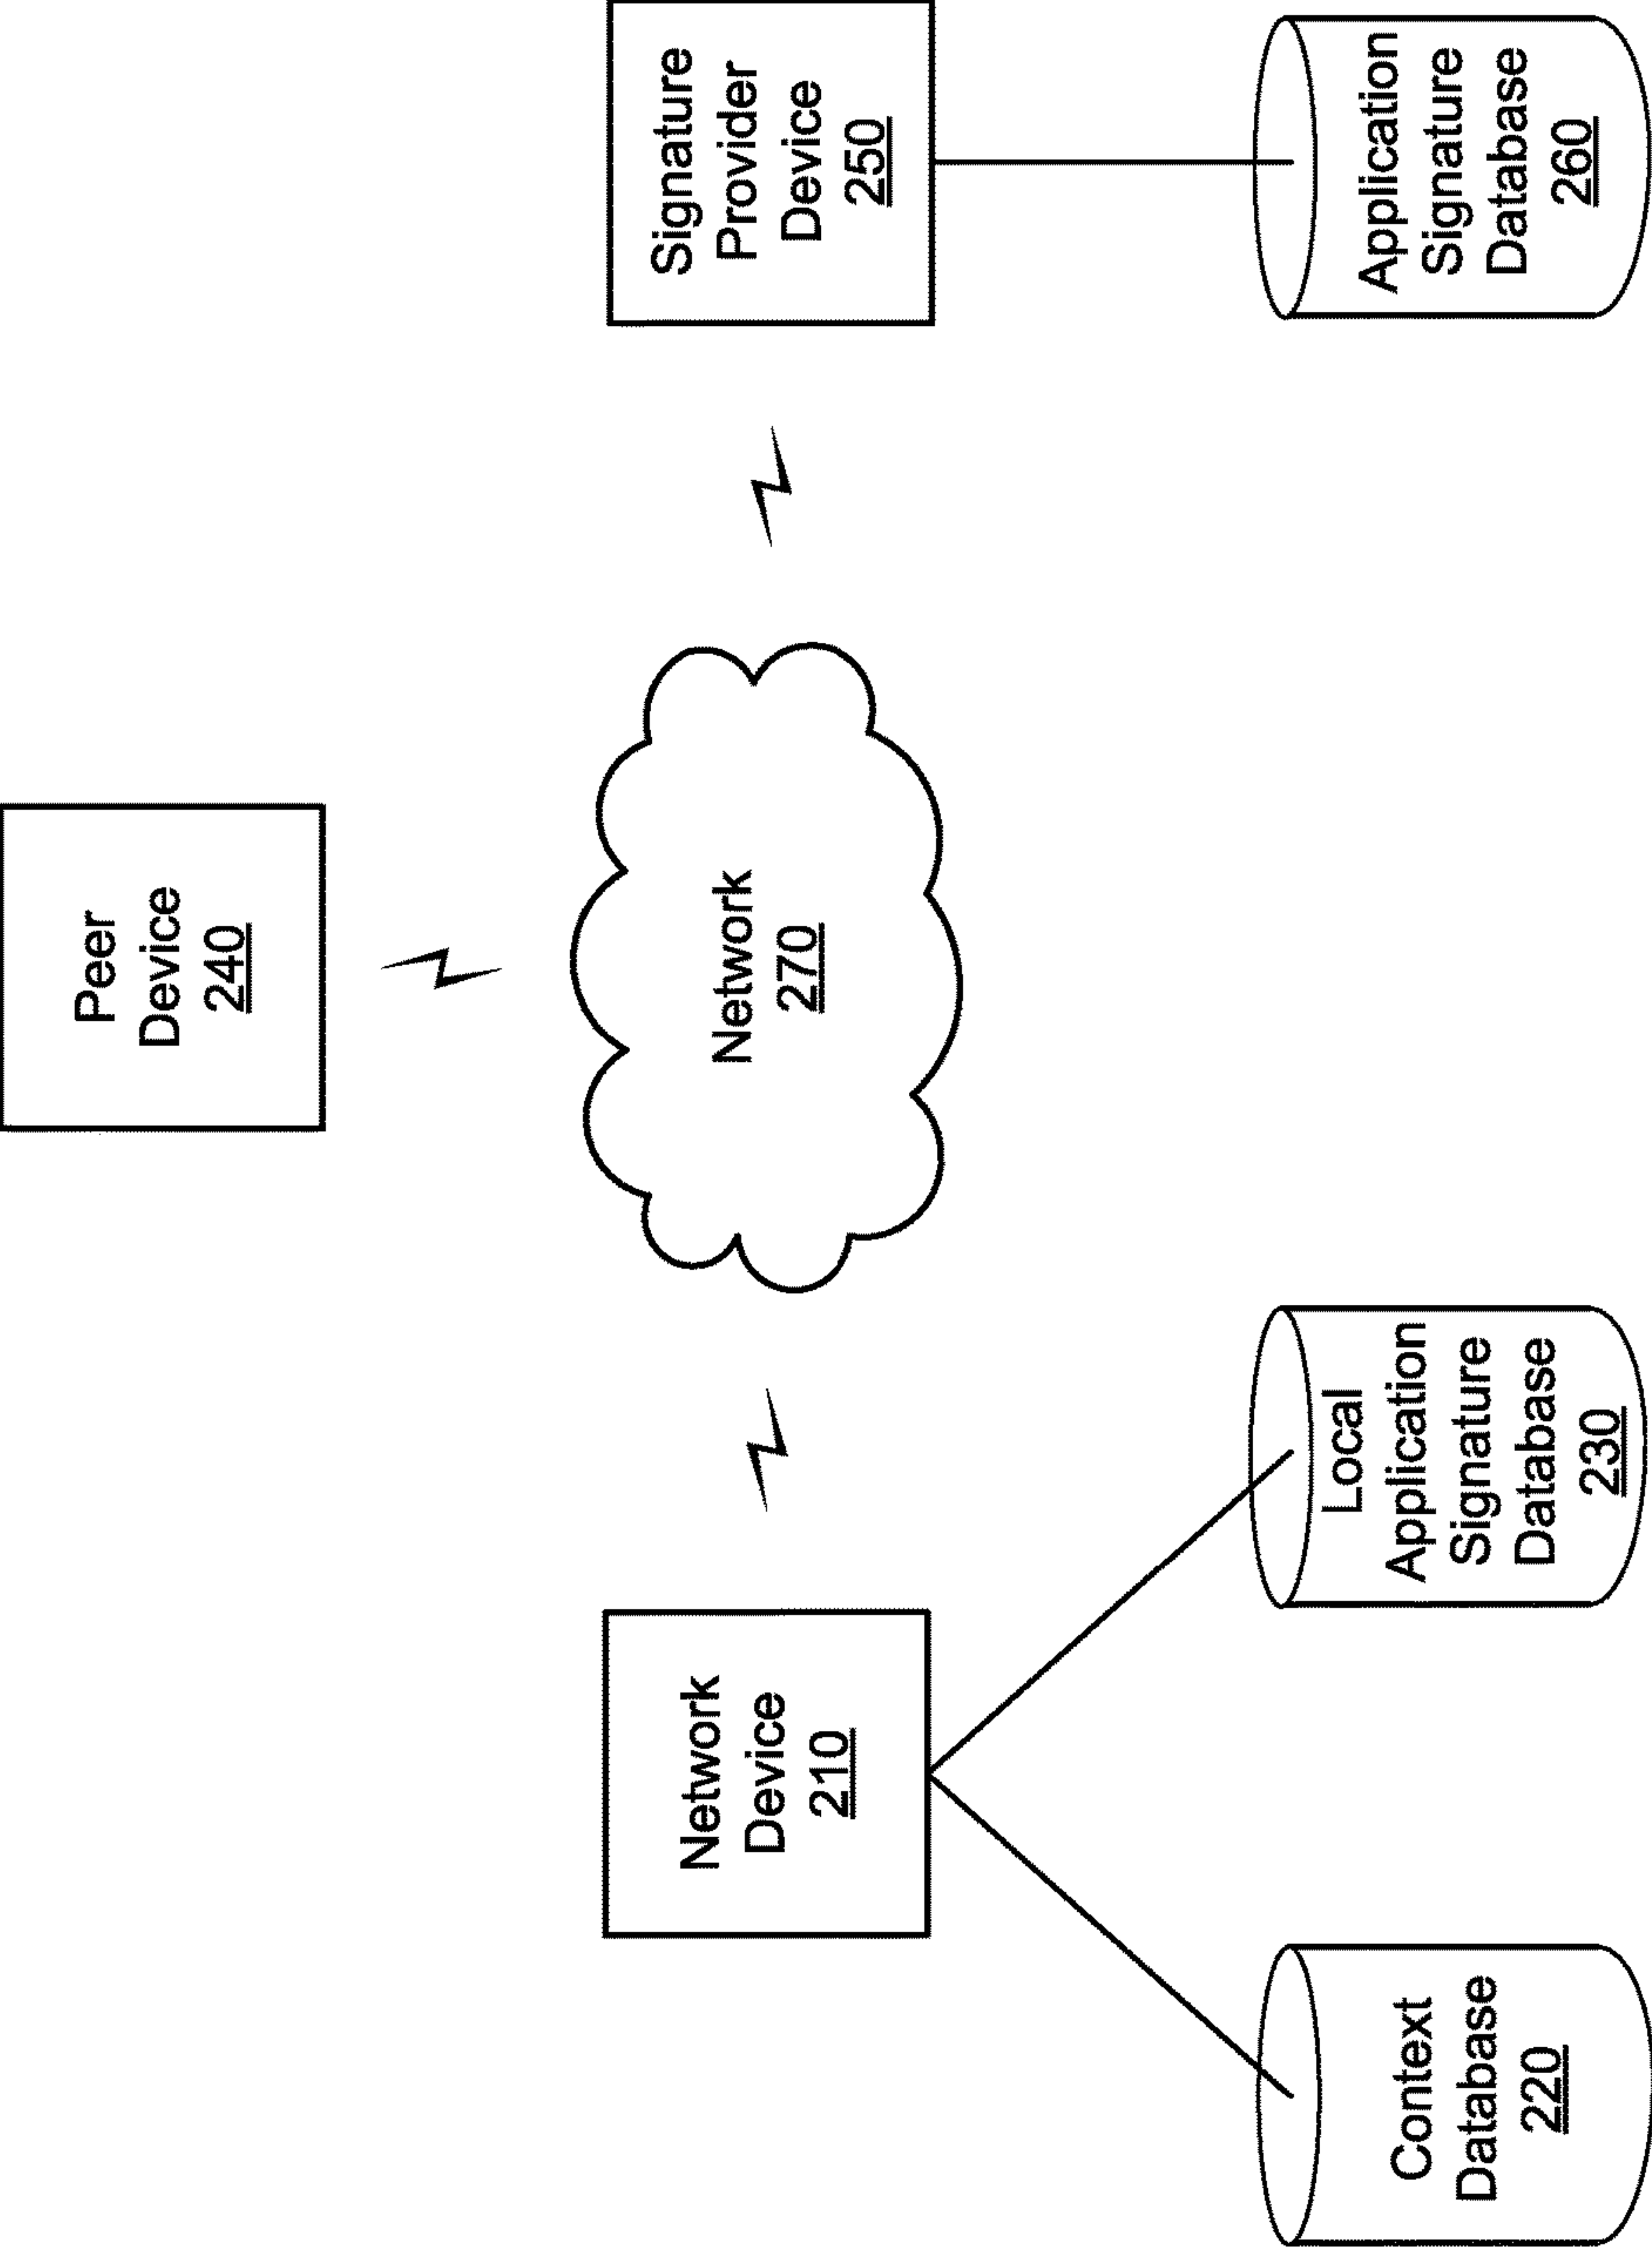 Peer
Device
240
Network
Device
210
Network
270
Signature
Provider
Device
250
Context
Database
220
Local
Application
Signature
Database
230
Application
Signature
Database
260